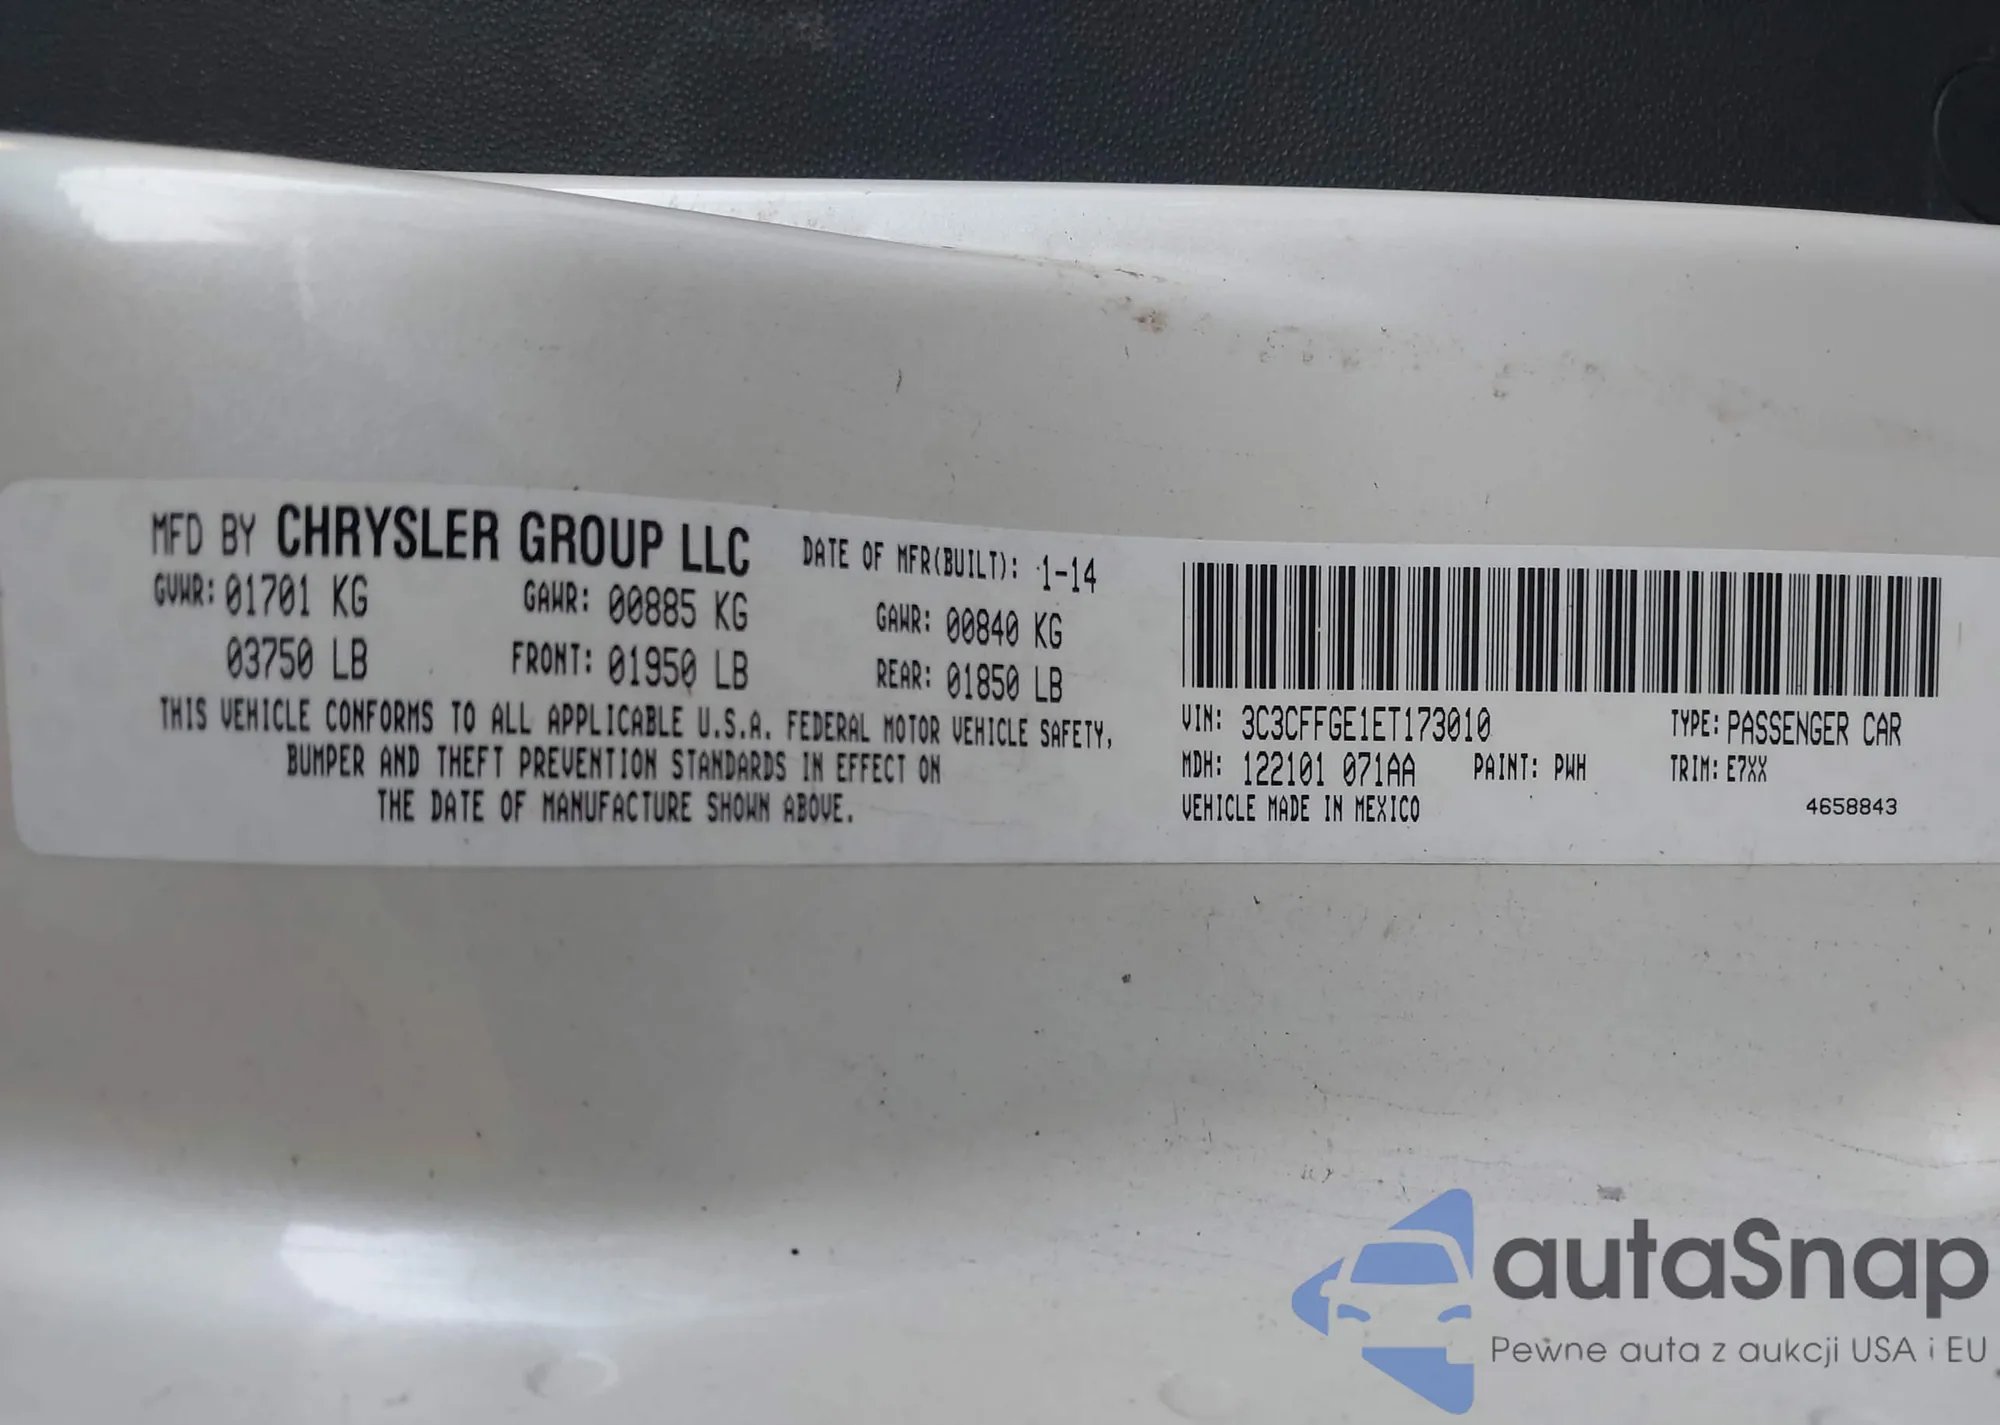 MFD BY CHRYSLER GROUP LLC DATE OF MFR(BUILT): 1-14
GVWR: 01701 KG GAWR: 00885 KG GAWR: 00840 KG
03750 LB FRONT: 01950 LB REAR: 01850 LB
THIS VEHICLE CONFORMS TO ALL APPLICABLE U.S.A. FEDERAL MOTOR VEHICLE SAFETY,
BUMPER AND THEFT PREVENTION STANDARDS IN EFFECT ON
THE DATE OF MANUFACTURE SHOWN ABOVE.
VIN: 3C3CFFGE1ET173010 TYPE: PASSENGER CAR
MDH: 122101 071AA PAINT: PWH TRIM: E7XX
VEHICLE MADE IN MEXICO 4658843
autaSnap
Pewne auta z aukcji USA i EU